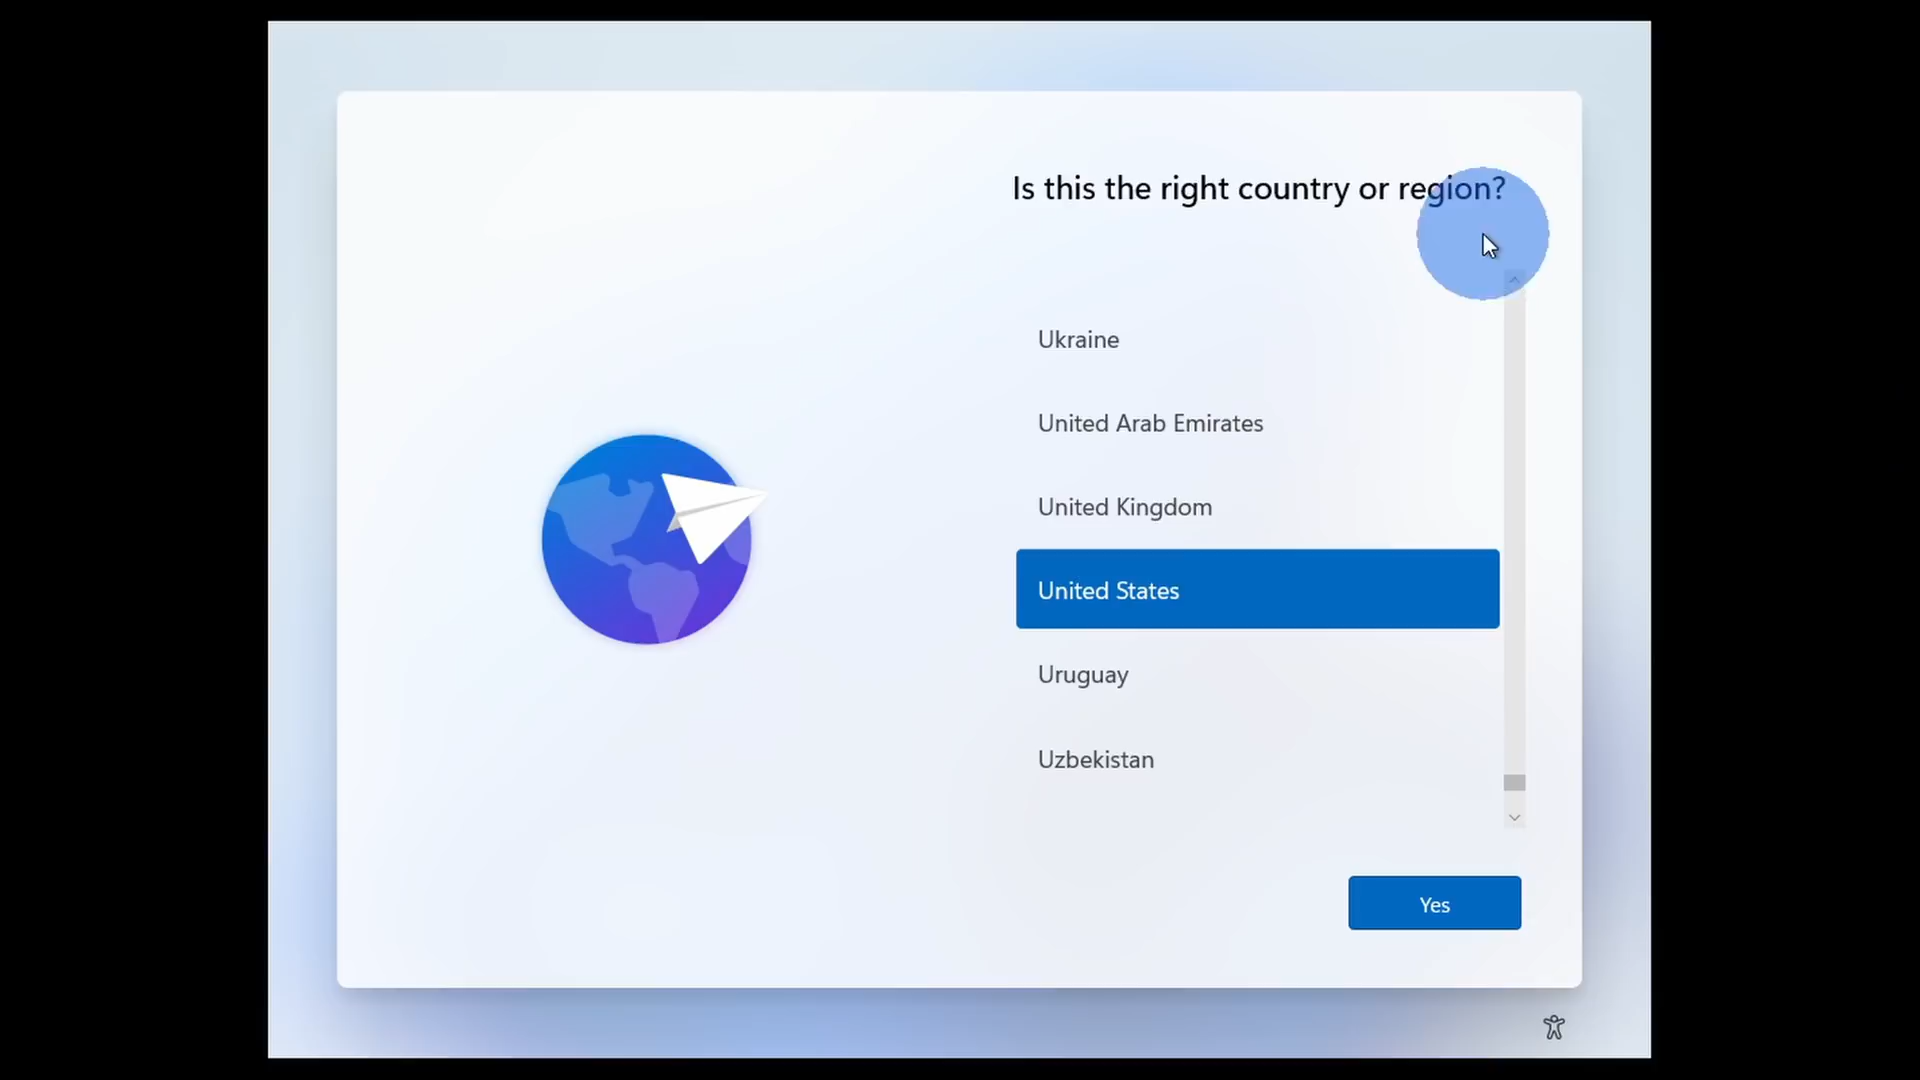 Is this the right country or region?
Ukraine
United Arab Emirates
United Kingdom
United States
Uruguay
Uzbekistan
Yes